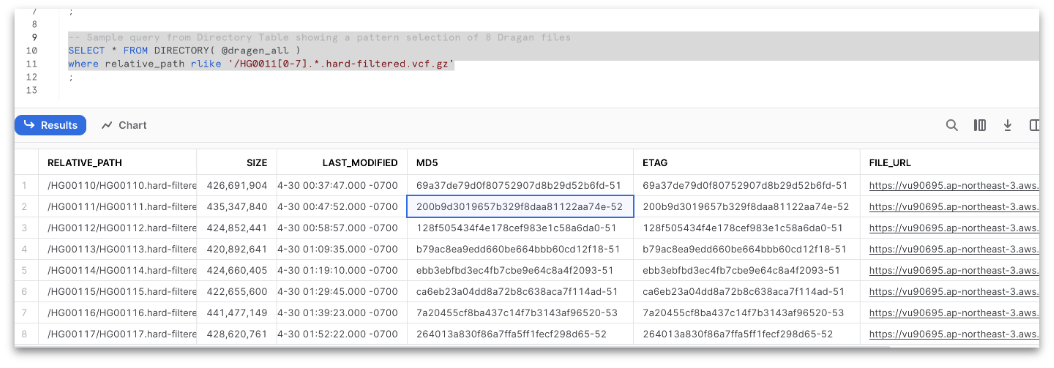 7 ;
8
9 -- Sample query from Directory Table showing a pattern selection of 8 Dragan files
10 SELECT * FROM DIRECTORY( @dragen_all )
11 where relative_path rlike '/HG0011[0-7].*.hard-filtered.vcf.gz'
12 ;
13
Results Chart
RELATIVE_PATH SIZE LAST_MODIFIED MD5 ETAG FILE_URL
1 /HG00110/HG00110.hard-filtere 426,691,904 4-30 00:37:47.000 -0700 69a37de79d0f80752907d8b29d52b6fd-51 69a37de79d0f80752907d8b29d52b6fd-51 https://vu90695.ap-northeast-3.aws.
2 /HG00111/HG00111.hard-filtere 435,347,840 4-30 00:47:52.000 -0700 200b9d3019657b329f8daa81122aa74e-52 200b9d3019657b329f8daa81122aa74e-52 https://vu90695.ap-northeast-3.aws.
3 /HG00112/HG00112.hard-filtere 424,852,441 4-30 00:58:57.000 -0700 128f505434f4e178cef983e1c58a6da0-51 128f505434f4e178cef983e1c58a6da0-51 https://vu90695.ap-northeast-3.aws.
4 /HG00113/HG00113.hard-filtere 420,892,641 4-30 01:09:35.000 -0700 b79ac8ea9edd660be664bbb60cd12f18-51 b79ac8ea9edd660be664bbb60cd12f18-51 https://vu90695.ap-northeast-3.aws.
5 /HG00114/HG00114.hard-filtere 424,660,405 4-30 01:19:10.000 -0700 ebb3ebfbd3ec4fb7cbe9e64c8a4f2093-51 ebb3ebfbd3ec4fb7cbe9e64c8a4f2093-51 https://vu90695.ap-northeast-3.aws.
6 /HG00115/HG00115.hard-filtere 422,655,600 4-30 01:29:45.000 -0700 ca6eb23a04dd8a72b8c638aca7f114ad-51 ca6eb23a04dd8a72b8c638aca7f114ad-51 https://vu90695.ap-northeast-3.aws.
7 /HG00116/HG00116.hard-filtere 441,477,149 4-30 01:39:23.000 -0700 7a20455cf8ba437c14f7b3143af96520-53 7a20455cf8ba437c14f7b3143af96520-53 https://vu90695.ap-northeast-3.aws.
8 /HG00117/HG00117.hard-filtere 428,620,761 4-30 01:52:22.000 -0700 264013a830f86a7ffa5ff1fecf298d65-52 264013a830f86a7ffa5ff1fecf298d65-52 https://vu90695.ap-northeast-3.aws.